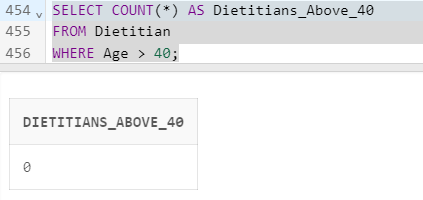 454 SELECT COUNT(*) AS Dietitians_Above_40
455 FROM Dietitian
456 WHERE Age > 40;
DIETITIANS_ABOVE_40
0